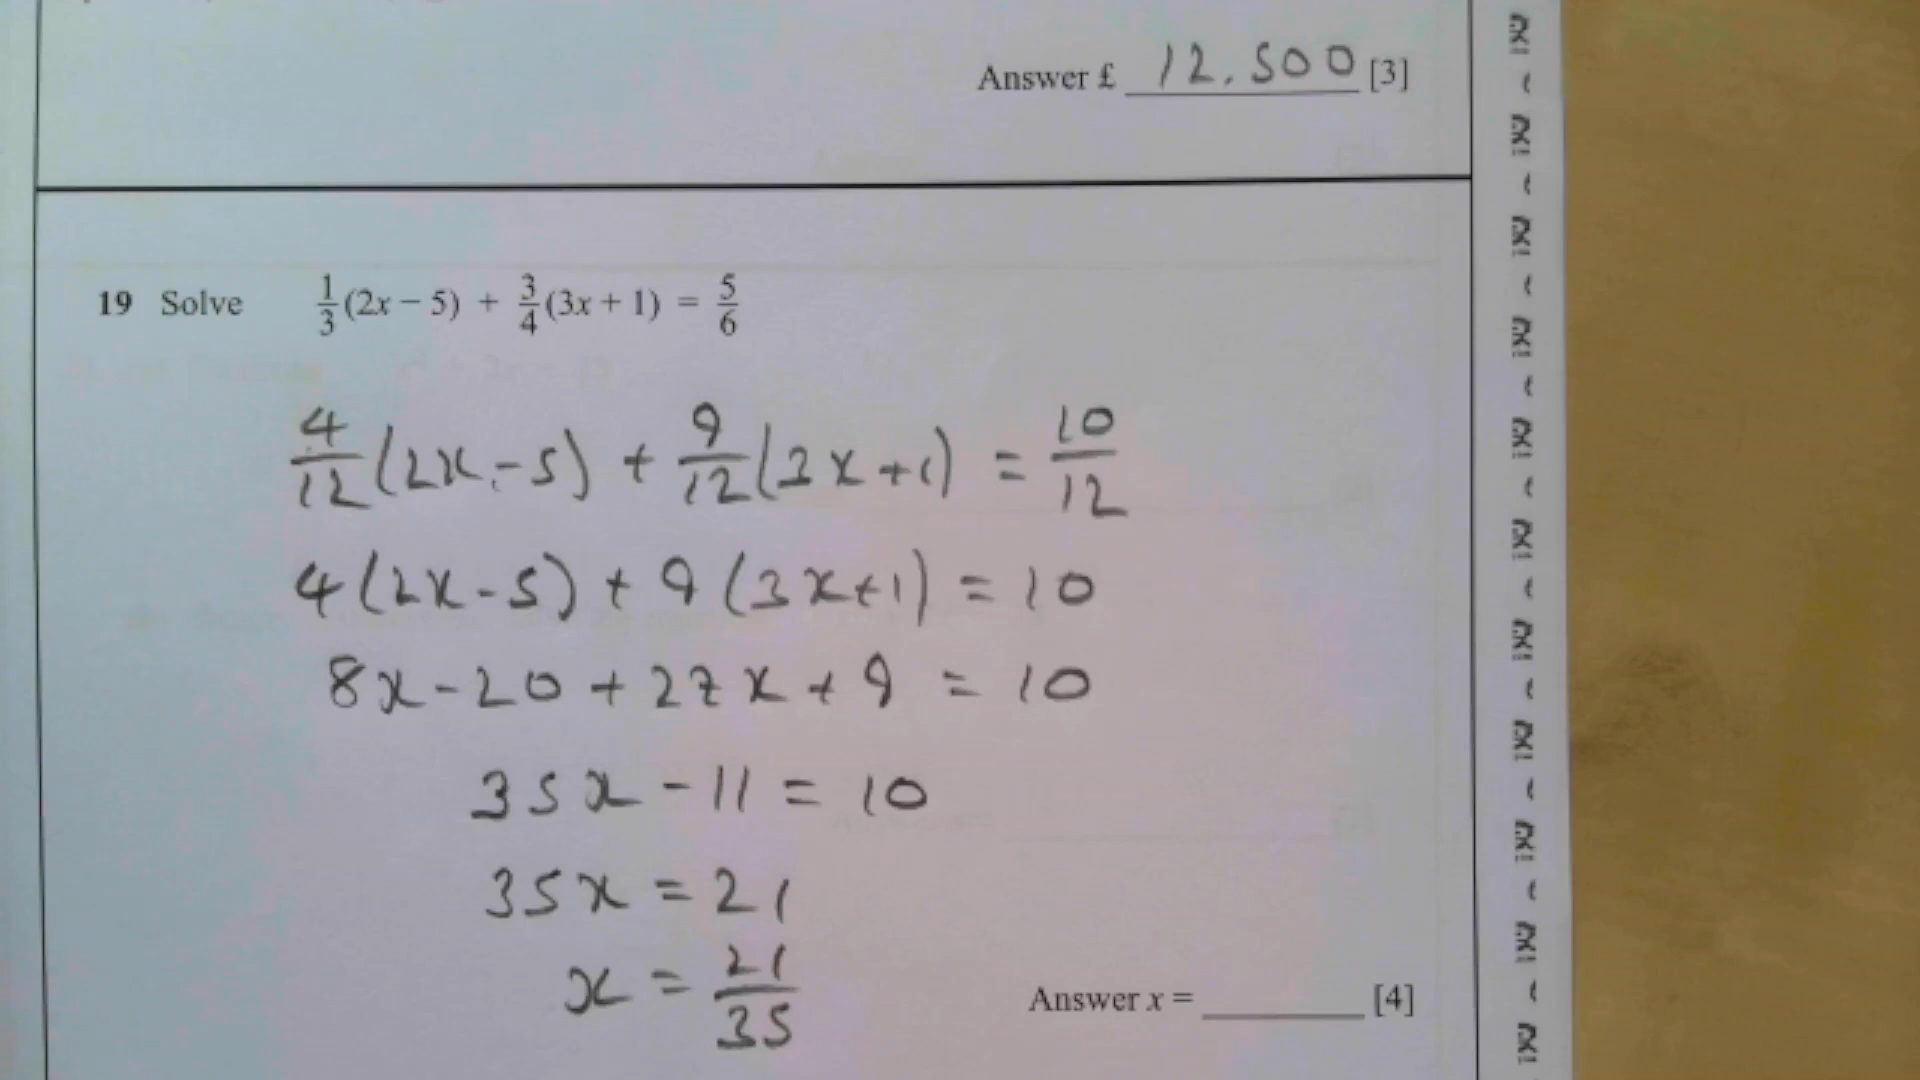 Answer £ 12.500 [3]
19 Solve 1/3(2x − 5) + 3/4(3x + 1) = 5/6
4/12(2x-5) + 9/12(3x+1) = 10/12
4(2x-5) + 9(3x+1) = 10
8x-20 + 27x + 9 = 10
35x - 11 = 10
35x = 21
x = 21/35
Answer x = ________ [4]